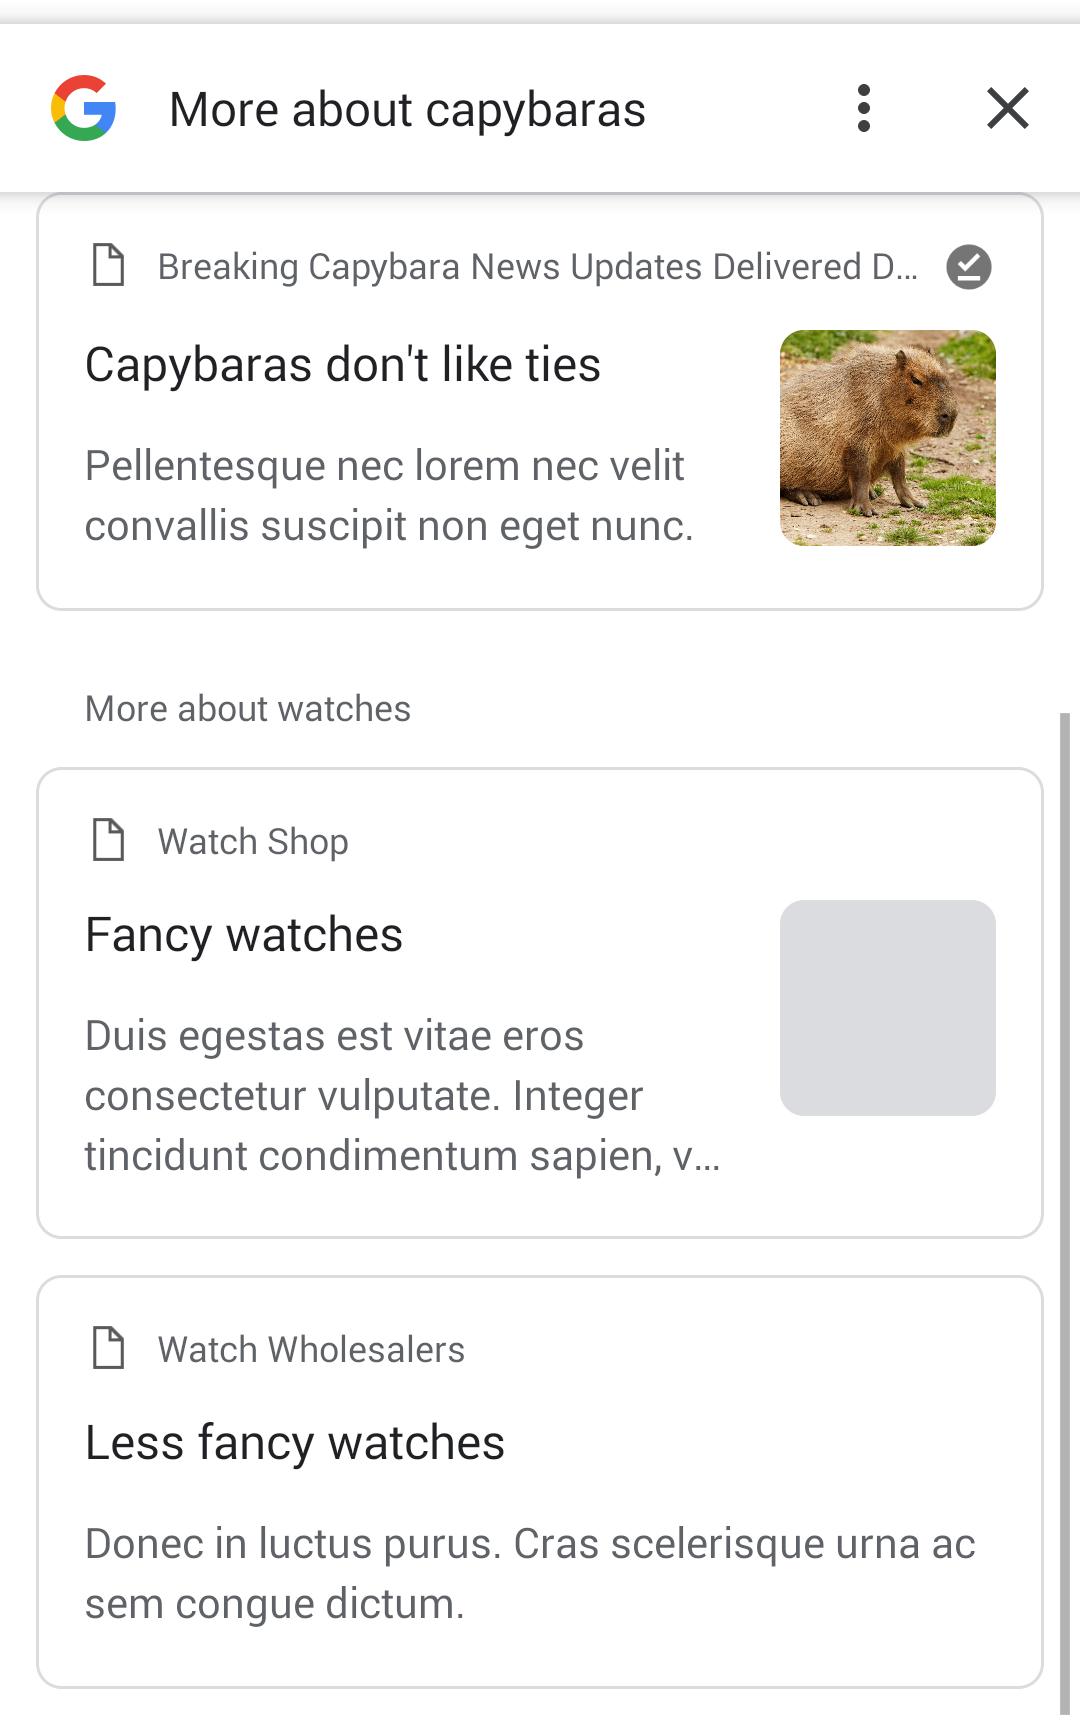 More about capybaras
Breaking Capybara News Updates Delivered D...
Capybaras don't like ties
Pellentesque nec lorem nec velit
convallis suscipit non eget nunc.
More about watches
Watch Shop
Fancy watches
Duis egestas est vitae eros
consectetur vulputate. Integer
tincidunt condimentum sapien, v...
Watch Wholesalers
Less fancy watches
Donec in luctus purus. Cras scelerisque urna ac
sem congue dictum.